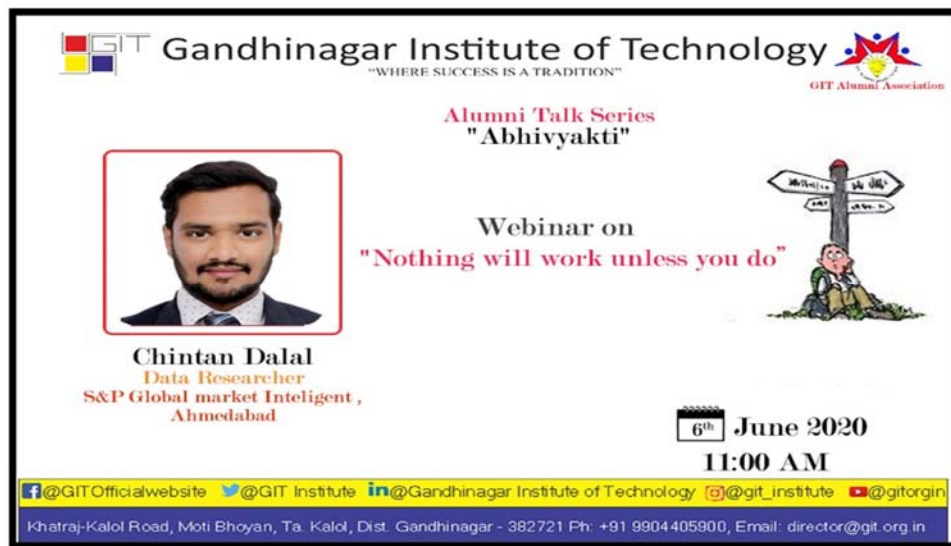 GIT Gandhinagar Institute of Technology
“WHERE SUCCESS IS A TRADITION”
GIT Alumni Association
Alumni Talk Series
"Abhivyakti"
Webinar on
"Nothing will work unless you do”
Chintan Dalal
Data Researcher
S&P Global market Inteligent ,
Ahmedabad
6th June 2020
11:00 AM
@GITOfficialwebsite @GIT Institute in@Gandhinagar Institute of Technology @git_institute @gitorgin
Khatraj-Kalol Road, Moti Bhoyan, Ta. Kalol, Dist. Gandhinagar - 382721 Ph: +91 9904405900, Email: director@git.org.in